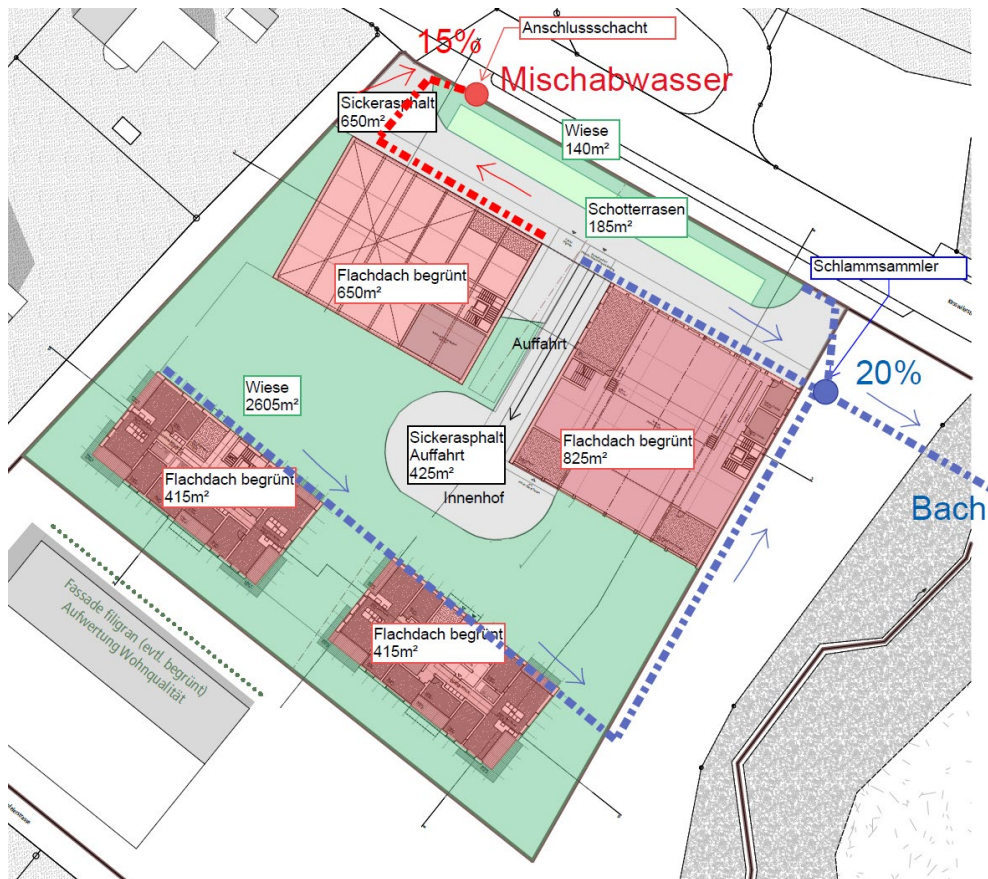 Anschlussschacht
15%
Mischabwasser
Sickerasphalt
650m²
Wiese
140m²
Schotterrasen
185m²
Schlammsammler
Flachdach begrünt
650m²
Auffahrt
20%
Wiese
2605m²
Sickerasphalt
Auffahrt
425m²
Flachdach begrünt
825m²
Innenhof
Flachdach begrünt
415m²
Bach
Fassade filigran (evtl. begrünt)
Aufwertung Wohnqualität
Flachdach begrünt
415m²